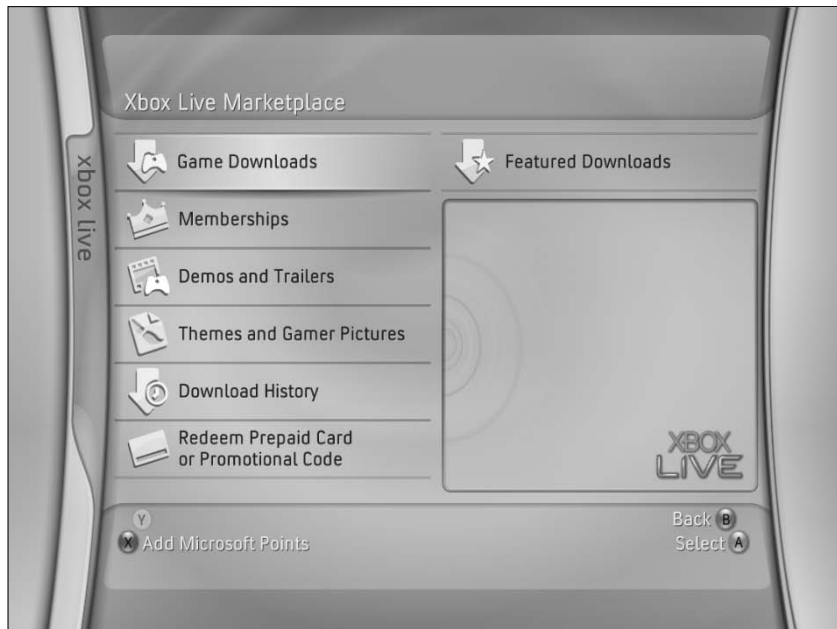 Xbox Live Marketplace
xbox live
Game Downloads
Memberships
Demos and Trailers
Themes and Gamer Pictures
Download History
Redeem Prepaid Card
or Promotional Code
Featured Downloads
XBOX
LIVE
Y
X Add Microsoft Points
Back B
Select A